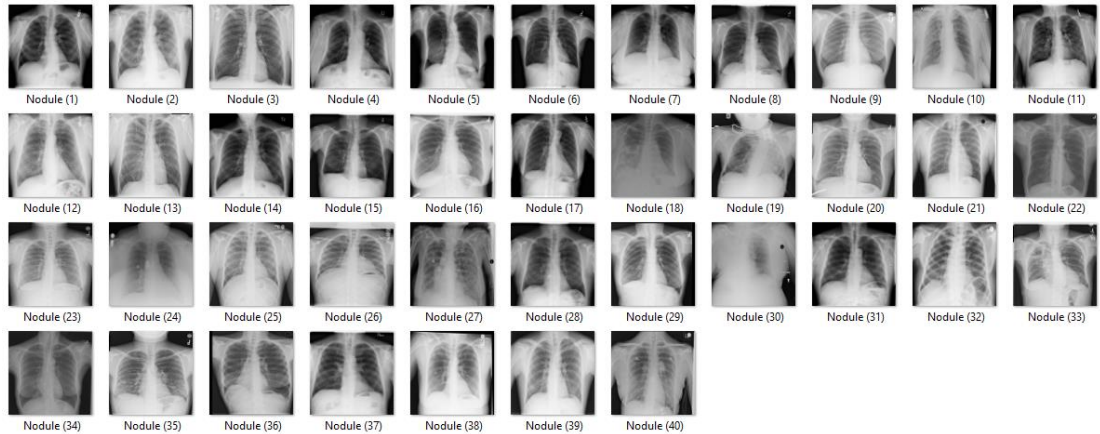 Nodule (1) Nodule (2) Nodule (3) Nodule (4) Nodule (5) Nodule (6) Nodule (7) Nodule (8) Nodule (9) Nodule (10) Nodule (11)
Nodule (12) Nodule (13) Nodule (14) Nodule (15) Nodule (16) Nodule (17) Nodule (18) Nodule (19) Nodule (20) Nodule (21) Nodule (22)
Nodule (23) Nodule (24) Nodule (25) Nodule (26) Nodule (27) Nodule (28) Nodule (29) Nodule (30) Nodule (31) Nodule (32) Nodule (33)
Nodule (34) Nodule (35) Nodule (36) Nodule (37) Nodule (38) Nodule (39) Nodule (40)